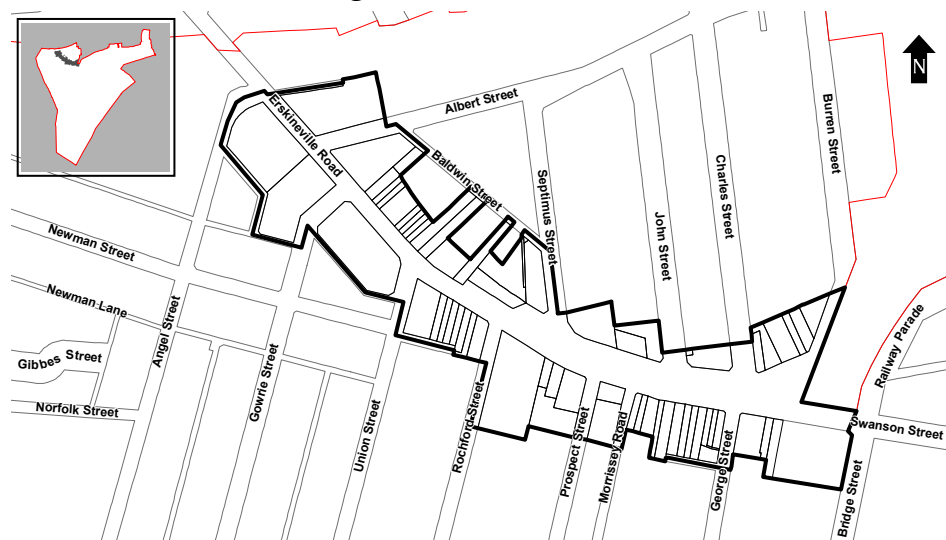 N
Albert Street
Erskineville Road
Baldwin Street
Burren Street
Septimus Street
Charles Street
John Street
Newman Street
Newman Lane
Angel Street
Gibbes Street
Norfolk Street
Gowrie Street
Union Street
Rochford Street
Prospect Street
Morrissey Road
George Street
Railway Parade
Swanson Street
Bridge Street